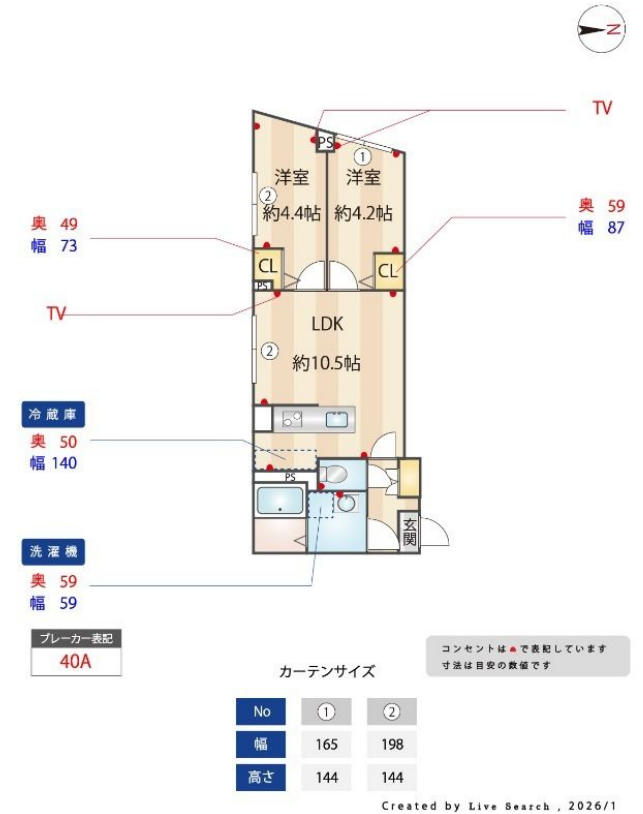 N
TV
PS
①
洋室
洋室
②
約4.4帖
約4.2帖
奥 49
幅 73
奥 59
幅 87
CL
CL
PS
TV
LDK
②
約10.5帖
冷蔵庫
奥 50
幅 140
PS
玄関
洗濯機
奥 59
幅 59
ブレーカー表記
40A
コンセントは で表記しています
寸法は目安の数値です
カーテンサイズ
No ① ②
幅 165 198
高さ 144 144
Created by Live Search , 2026/1